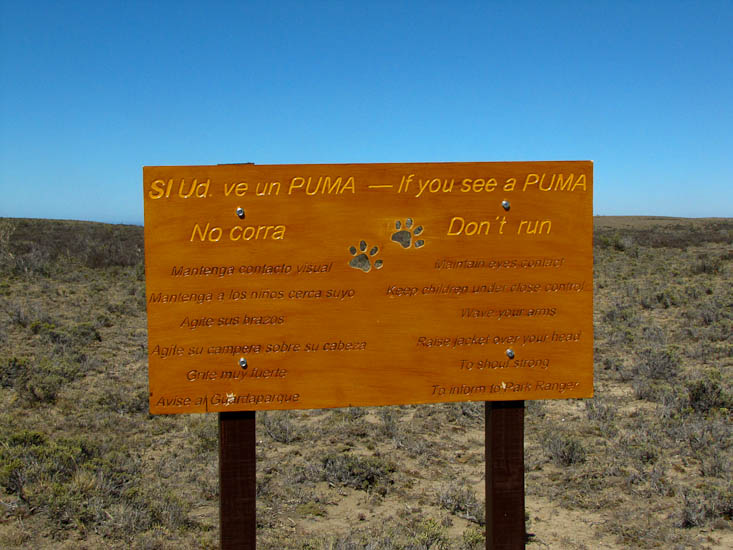 SI Ud. ve un PUMA — If you see a PUMA
No corra
Mantenga contacto visual
Mantenga a los niños cerca suyo
Agite sus brazos
Agite su campera sobre su cabeza
Grite muy fuerte
Avise al Guardaparque
Don't run
Maintain eyes contact
Keep children under close control
Wave your arms
Raise jacket over your head
To shout strong
To inform to Park Ranger